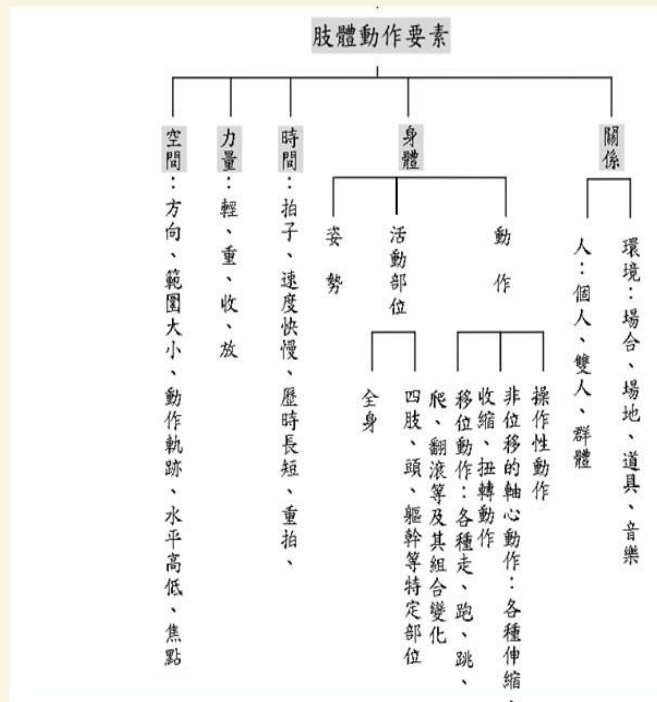 肢體動作要素
關係
環境：場合、場地、道具、音樂
人：個人、雙人、群體
身體
動作
操作性動作
非位移的軸心動作：各種伸縮、
收縮、扭轉動作
移位動作：各種走、跑、跳、
爬、翻滾等及其組合變化
活動部位
四肢、頭、軀幹等特定部位
全身
姿勢
時間：拍子、速度快慢、歷時長短、重拍、
力量：輕、重、收、放
空間：方向、範圍大小、動作軌跡、水平高低、焦點